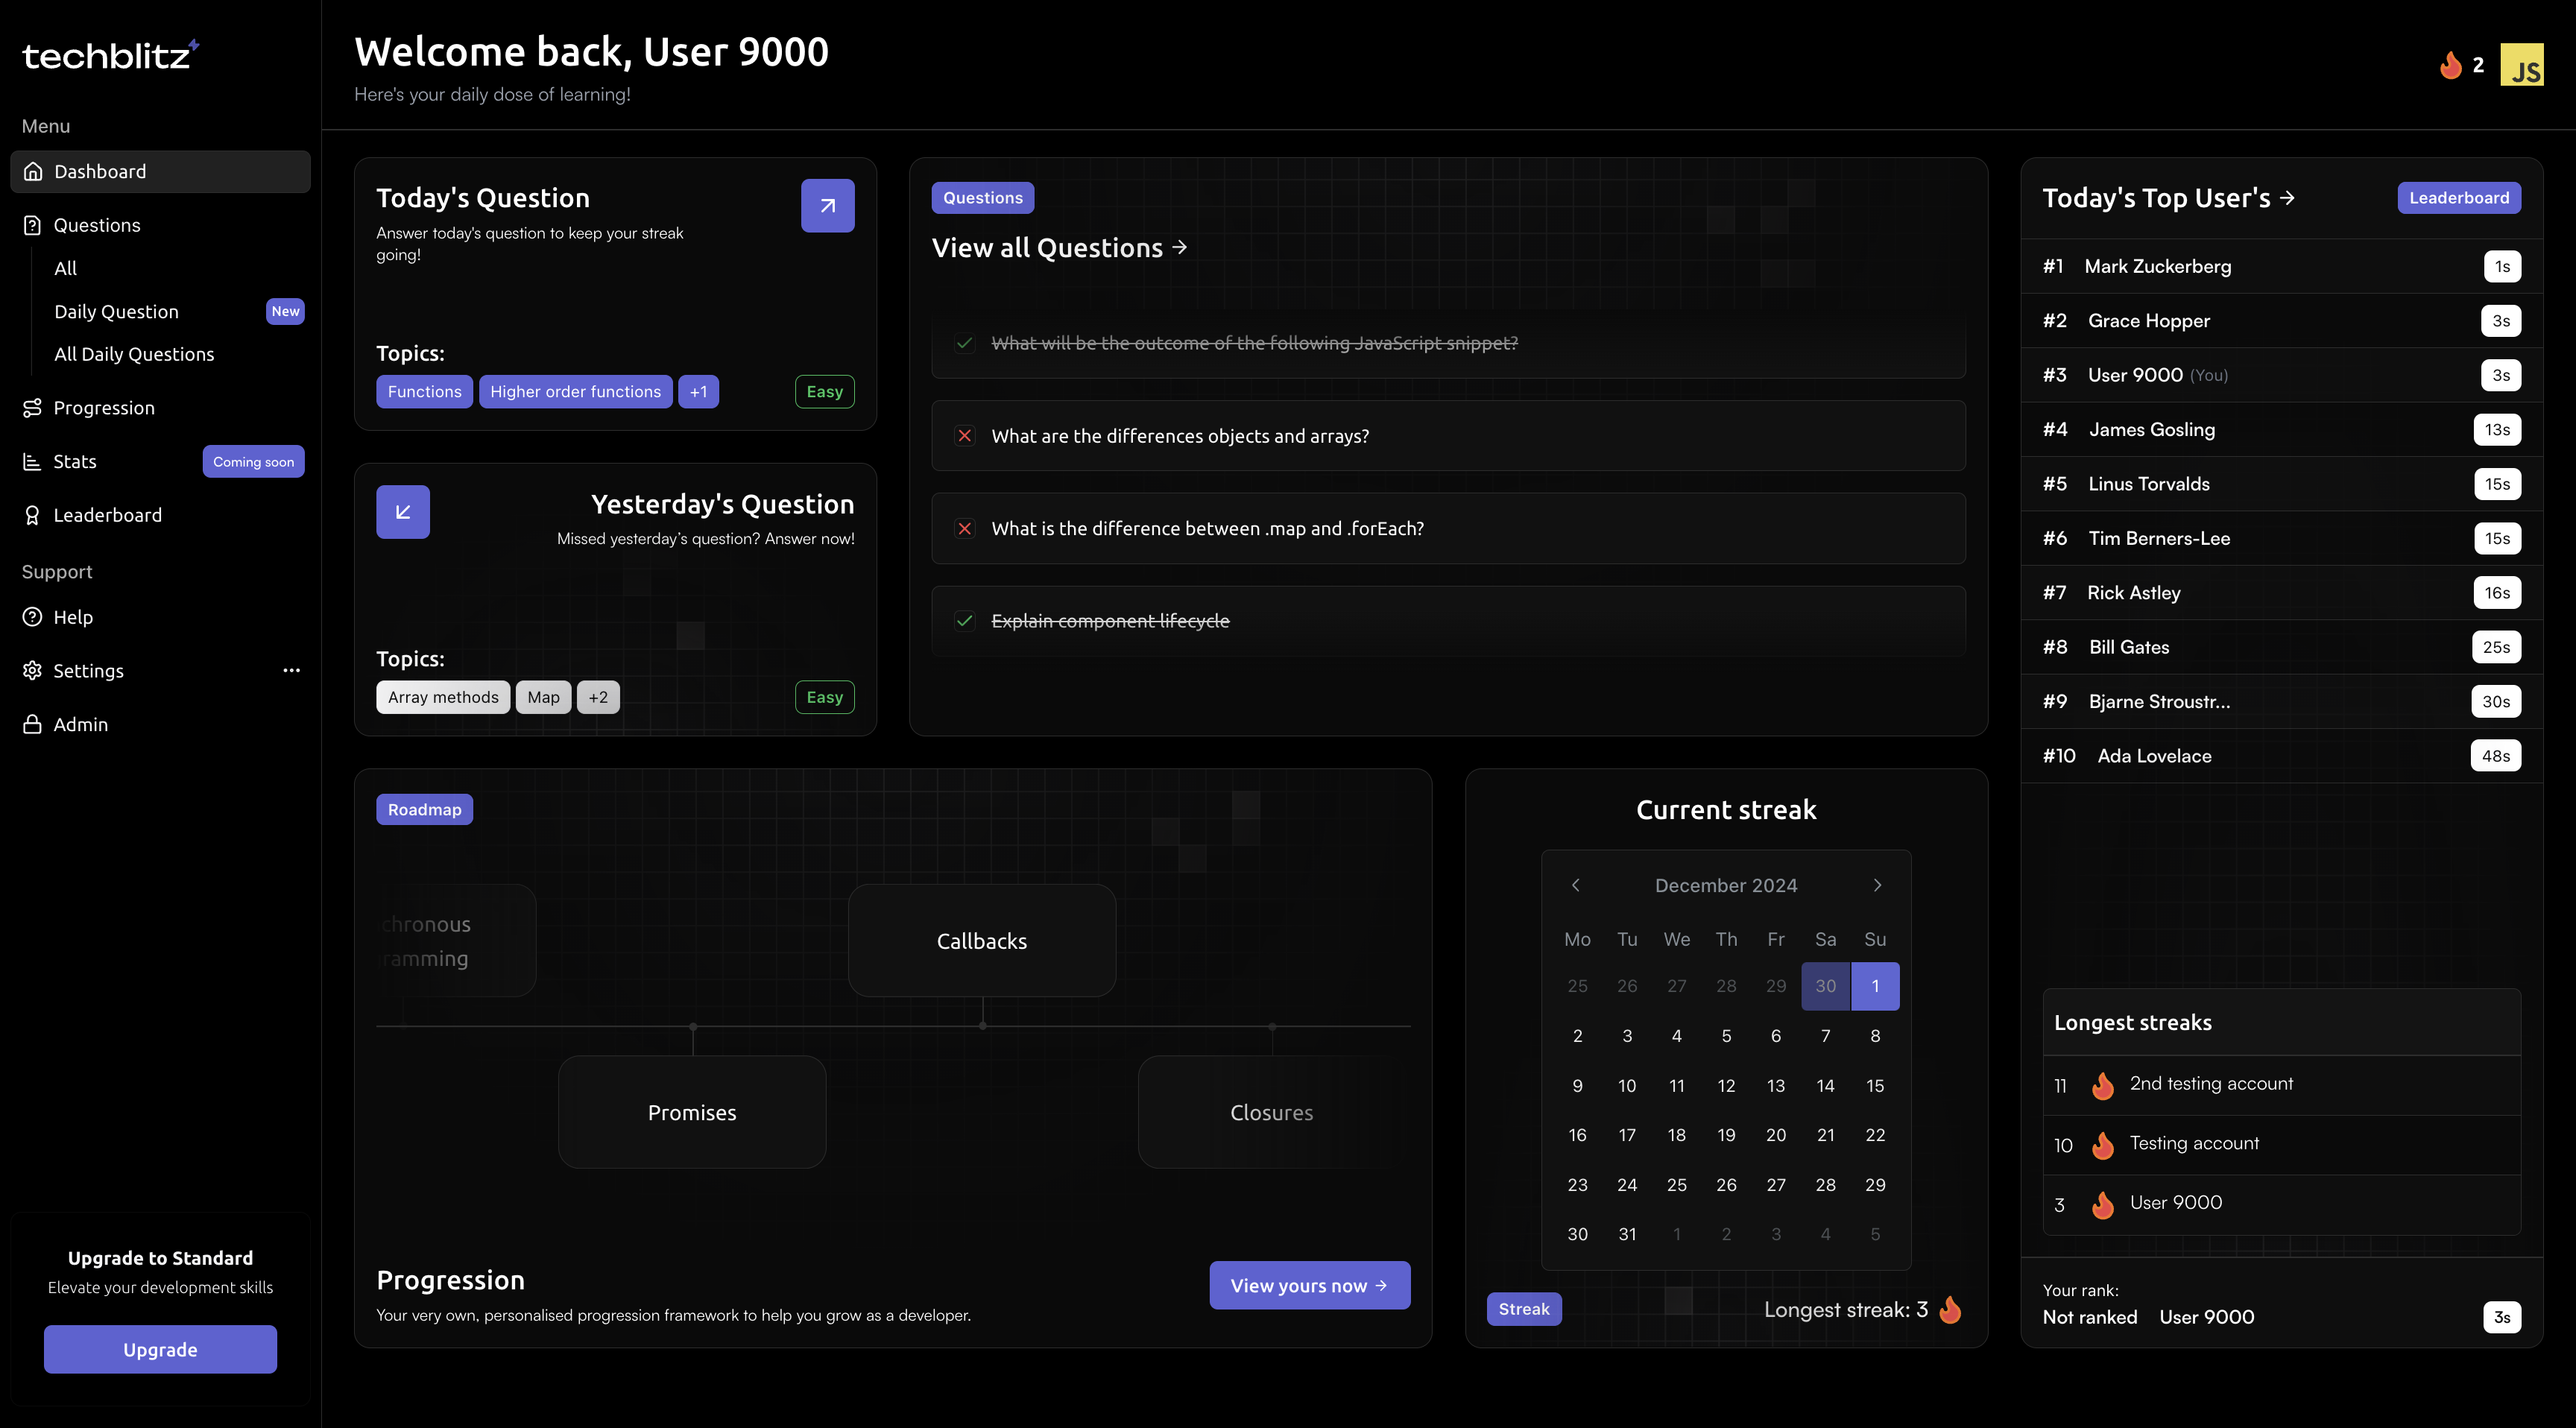 techblitz
Menu
Dashboard
Questions
All
Daily Question New
All Daily Questions
Progression
Stats Coming soon
Leaderboard
Support
Help
Settings ...
Admin
Upgrade to Standard
Elevate your development skills
Upgrade
Welcome back, User 9000
Here's your daily dose of learning!
2
JS
Today's Question
Answer today's question to keep your streak
going!
Topics:
Functions Higher order functions +1 Easy
Yesterday's Question
Missed yesterday’s question? Answer now!
Topics:
Array methods Map +2 Easy
Questions
View all Questions →
What will be the outcome of the following JavaScript snippet?
What are the differences objects and arrays?
What is the difference between .map and .forEach?
Explain component lifecycle
Roadmap
chronous
ramming
Callbacks
Promises
Closures
Progression
Your very own, personalised progression framework to help you grow as a developer.
View yours now →
Current streak
December 2024
Mo Tu We Th Fr Sa Su
25 26 27 28 29 30 1
2 3 4 5 6 7 8
9 10 11 12 13 14 15
16 17 18 19 20 21 22
23 24 25 26 27 28 29
30 31 1 2 3 4 5
Streak Longest streak: 3
Today's Top User's → Leaderboard
#1 Mark Zuckerberg 1s
#2 Grace Hopper 3s
#3 User 9000 (You) 3s
#4 James Gosling 13s
#5 Linus Torvalds 15s
#6 Tim Berners-Lee 15s
#7 Rick Astley 16s
#8 Bill Gates 25s
#9 Bjarne Stroustr... 30s
#10 Ada Lovelace 48s
Longest streaks
11 2nd testing account
10 Testing account
3 User 9000
Your rank:
Not ranked User 9000 3s